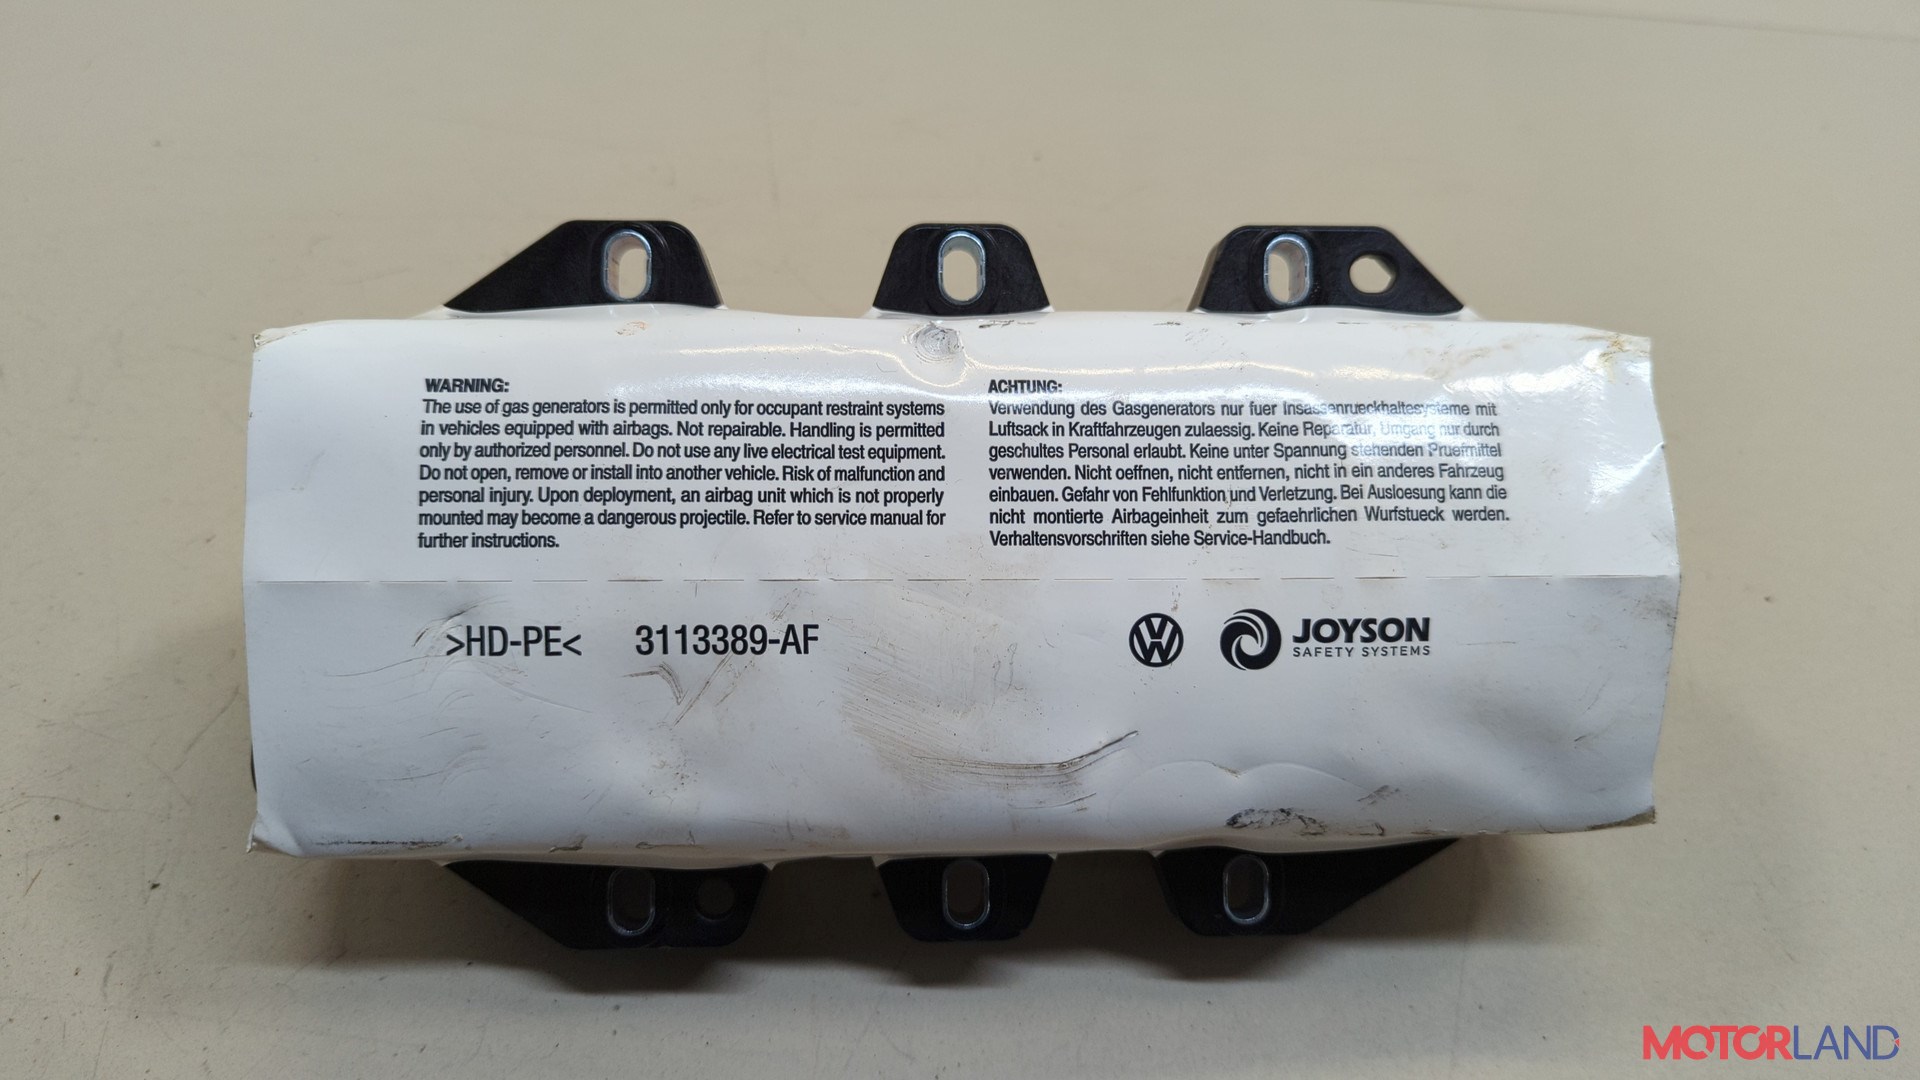 WARNING:
The use of gas generators is permitted only for occupant restraint systems
in vehicles equipped with airbags. Not repairable. Handling is permitted
only by authorized personnel. Do not use any live electrical test equipment.
Do not open, remove or install into another vehicle. Risk of malfunction and
personal injury. Upon deployment, an airbag unit which is not properly
mounted may become a dangerous projectile. Refer to service manual for
further instructions.
ACHTUNG:
Verwendung des Gasgenerators nur fuer Insassenrueckhaltesysteme mit
Luftsack in Kraftfahrzeugen zulaessig. Keine Reparatur, Umgang nur durch
geschultes Personal erlaubt. Keine unter Spannung stehenden Pruefmittel
verwenden. Nicht oeffnen, nicht entfernen, nicht in ein anderes Fahrzeug
einbauen. Gefahr von Fehlfunktion und Verletzung. Bei Ausloesung kann die
nicht montierte Airbageinheit zum gefaehrlichen Wurfstueck werden.
Verhaltensvorschriften siehe Service-Handbuch.
>HD-PE< 3113389-AF
VW
JOYSON
SAFETY SYSTEMS
MOTORLAND